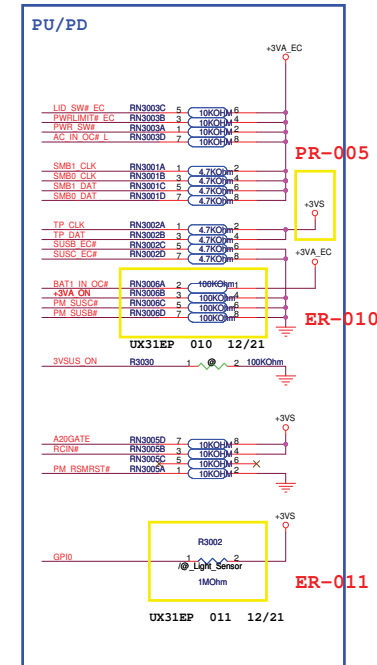 PU/PD
+3VA_EC
LID_SW#_EC RN3003C 5 10KOHM 6
PWRLIMIT#_EC RN3003B 3 10KOHM 4
PWR_SW# RN3003A 1 10KOHM 2
AC_IN_OC#_L RN3003D 7 10KOHM 8
PR-005
SMB1_CLK RN3001A 1 4.7KOhm 2
SMB0_CLK RN3001B 3 4.7KOhm 4
SMB1_DAT RN3001C 5 4.7KOhm 6
SMB0_DAT RN3001D 7 4.7KOhm 8
+3VS
TP_CLK RN3002A 1 4.7KOhm 2
TP_DAT RN3002B 3 4.7KOhm 4
SUSB_EC# RN3002C 5 4.7KOhm 6
SUSC_EC# RN3002D 7 4.7KOhm 8
+3VA_EC
BAT1_IN_OC# RN3006A 2 100KOhm 1
+3VA_ON RN3006B 3 100KOhm 4
PM_SUSC# RN3006C 5 100KOhm 6
PM_SUSB# RN3006D 7 100KOhm 8
ER-010
UX31EP 010 12/21
3VSUS_ON R3030 1 @ 2 100KOhm
+3VS
A20GATE RN3005D 7 10KOHM 8
RCIN# RN3005B 3 10KOHM 4
RN3005C 5 10KOHM 6
PM_RSMRST# RN3005A 1 10KOHM 2
+3VS
R3002
GPI0 1 2
/@_Light_Sensor
1MOhm
ER-011
UX31EP 011 12/21